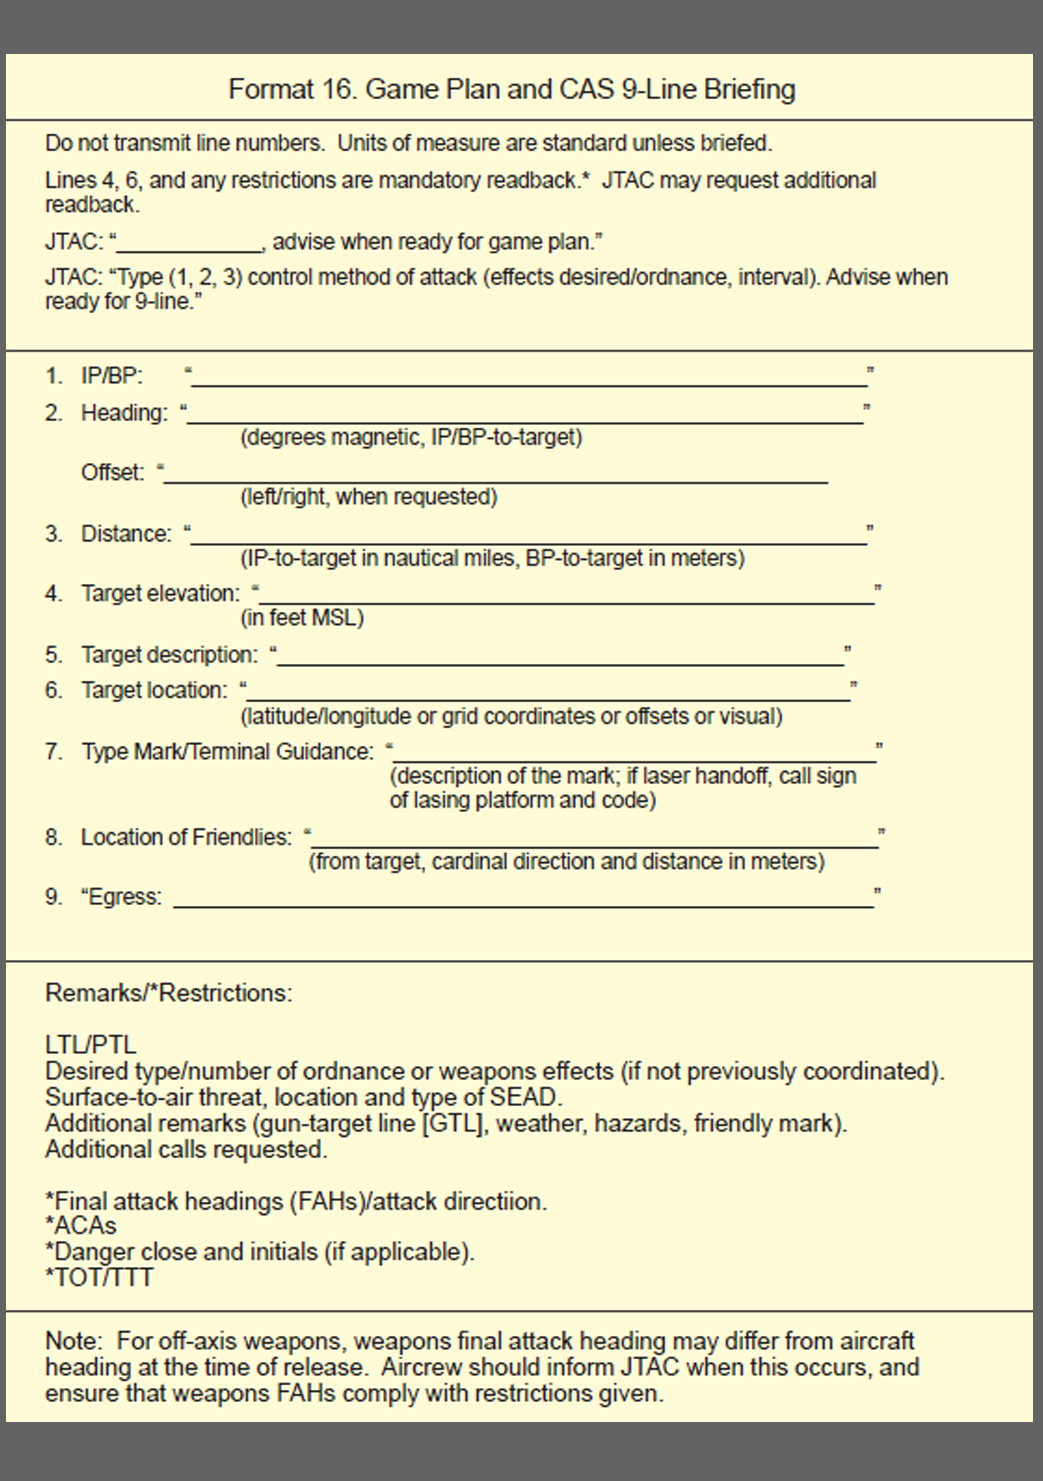 Format 16. Game Plan and CAS 9-Line Briefing
Do not transmit line numbers. Units of measure are standard unless briefed.
Lines 4, 6, and any restrictions are mandatory readback.* JTAC may request additional
readback.
JTAC: “____________, advise when ready for game plan.”
JTAC: “Type (1, 2, 3) control method of attack (effects desired/ordnance, interval). Advise when
ready for 9-line.”
1. IP/BP: “____________”
2. Heading: “____________”
(degrees magnetic, IP/BP-to-target)
Offset: “____________
(left/right, when requested)
3. Distance: “____________”
(IP-to-target in nautical miles, BP-to-target in meters)
4. Target elevation: “____________”
(in feet MSL)
5. Target description: “____________”
6. Target location: “____________”
(latitude/longitude or grid coordinates or offsets or visual)
7. Type Mark/Terminal Guidance: “____________”
(description of the mark; if laser handoff, call sign
of lasing platform and code)
8. Location of Friendlies: “____________”
(from target, cardinal direction and distance in meters)
9. “Egress: ____________”
Remarks/*Restrictions:
LTL/PTL
Desired type/number of ordnance or weapons effects (if not previously coordinated).
Surface-to-air threat, location and type of SEAD.
Additional remarks (gun-target line [GTL], weather, hazards, friendly mark).
Additional calls requested.
*Final attack headings (FAHs)/attack directiion.
*ACAs
*Danger close and initials (if applicable).
*TOT/TTT
Note: For off-axis weapons, weapons final attack heading may differ from aircraft
heading at the time of release. Aircrew should inform JTAC when this occurs, and
ensure that weapons FAHs comply with restrictions given.